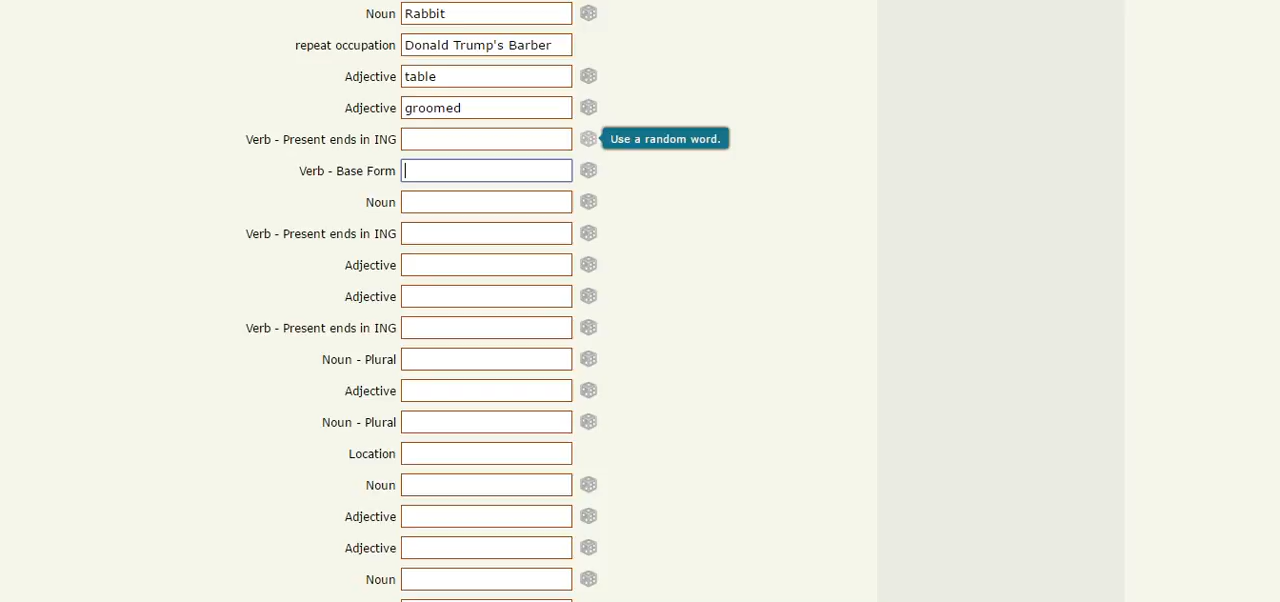 Noun Rabbit
repeat occupation Donald Trump's Barber
Adjective table
Adjective groomed
Verb - Present ends in ING Use a random word.
Verb - Base Form
Noun
Verb - Present ends in ING
Adjective
Adjective
Verb - Present ends in ING
Noun - Plural
Adjective
Noun - Plural
Location
Noun
Adjective
Adjective
Noun